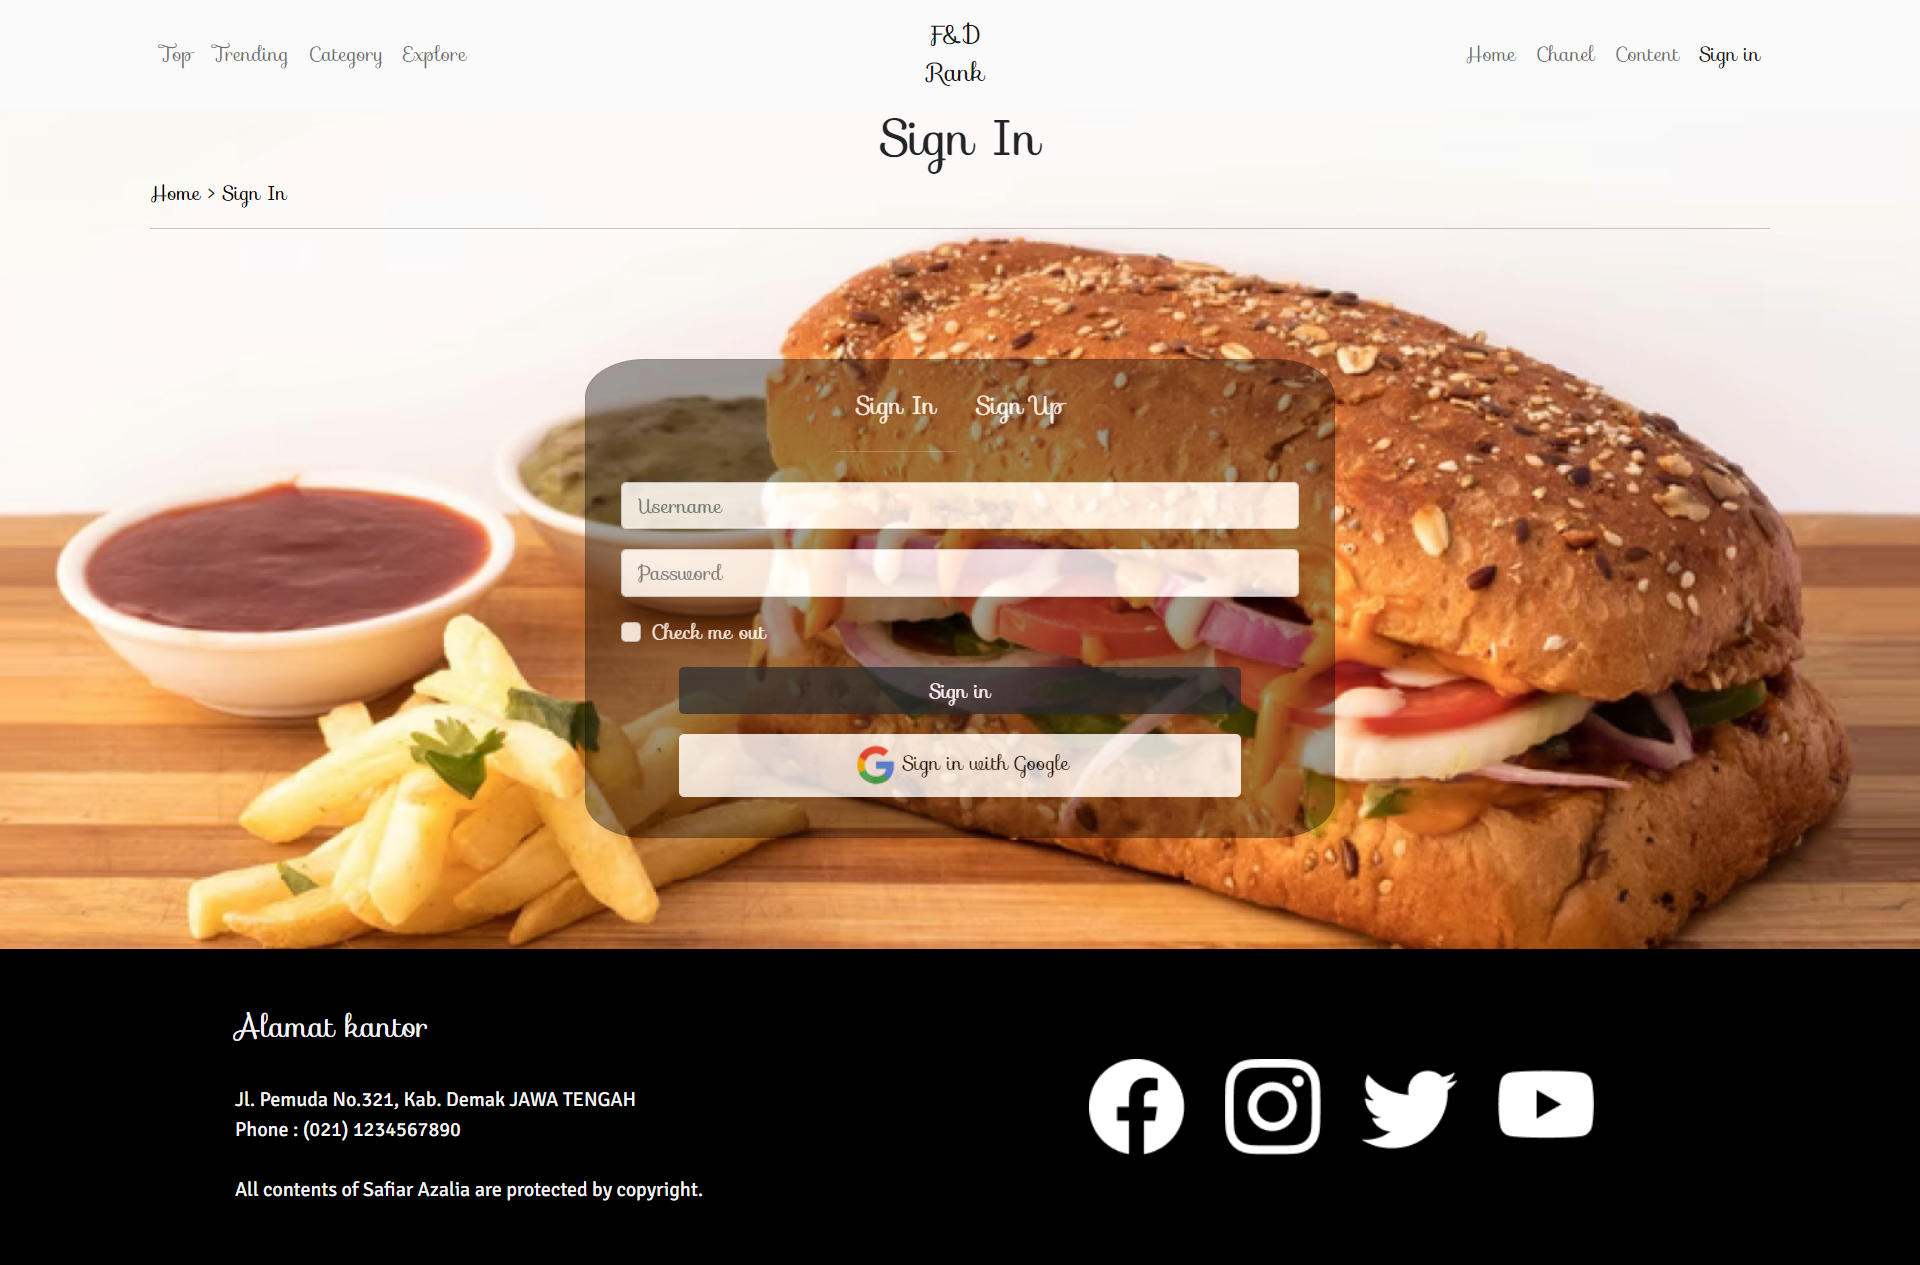 Top Trending Category Explore
F&D
Rank
Home Chanel Content Sign in
Sign In
Home > Sign In
Sign In Sign Up
Username
Password
Check me out
Sign in
Sign in with Google
Alamat kantor
Jl. Pemuda No.321, Kab. Demak JAWA TENGAH
Phone : (021) 1234567890
All contents of Safiar Azalia are protected by copyright.